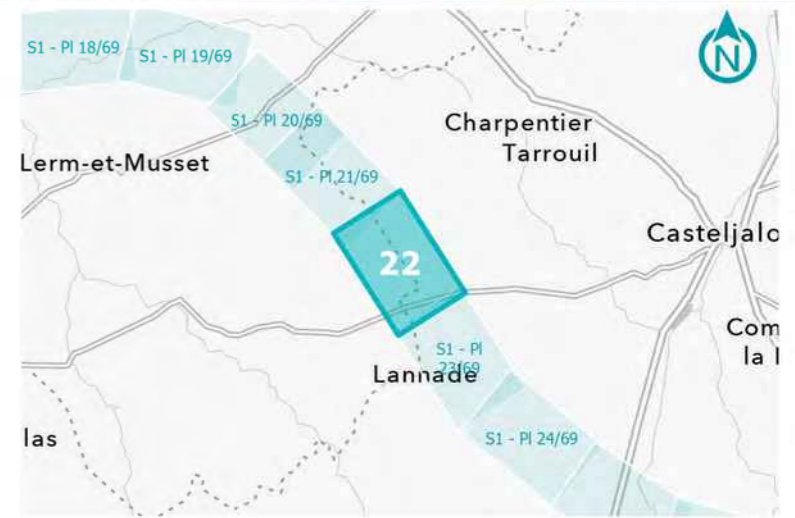 S1 - Pl 18/69
S1 - Pl 19/69
N
S1 - Pl 20/69
Charpentier
Tarrouil
Lerm-et-Musset
S1 - Pl 21/69
Casteljalo
22
Com
la
S1 - Pl
23/69
Lannade
las
S1 - Pl 24/69